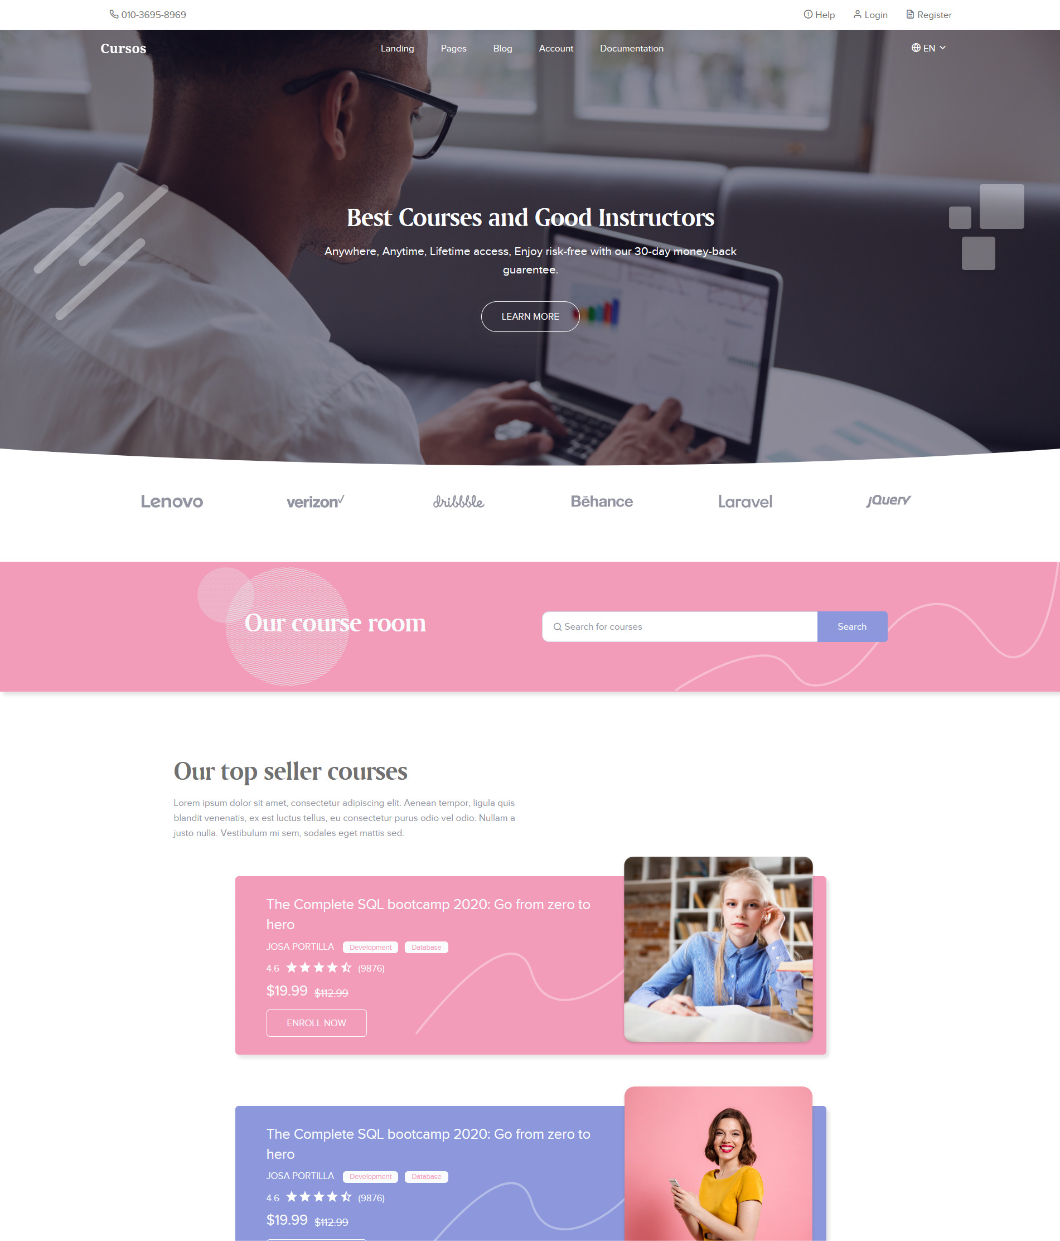 010-3695-8969
Help Login Register
Cursos
Landing Pages Blog Account Documentation
EN
Best Courses and Good Instructors
Anywhere, Anytime, Lifetime access, Enjoy risk-free with our 30-day money-back
guarentee.
LEARN MORE
Lenovo verizon dribbble Bēhance Laravel jQuery
Our course room
Search for courses Search
Our top seller courses
Lorem ipsum dolor sit amet, consectetur adipiscing elit. Aenean tempor, ligula quis
blandit venenatis, ex est luctus tellus, eu consectetur purus odio vel odio. Nullam a
justo nulla. Vestibulum mi sem, sodales eget mattis sed.
The Complete SQL bootcamp 2020: Go from zero to
hero
JOSA PORTILLA Development Database
4.6 (9876)
$19.99 $112.99
ENROLL NOW
The Complete SQL bootcamp 2020: Go from zero to
hero
JOSA PORTILLA Development Database
4.6 (9876)
$19.99 $112.99